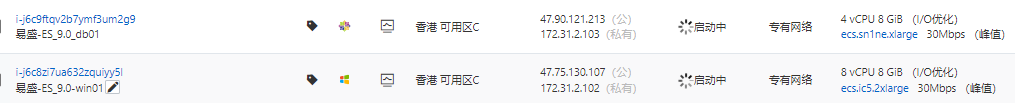 i-j6c9ftqv2b7ymf3um2g9
易盛-ES_9.0_db01
香港 可用区C
47.90.121.213 (公)
172.31.2.103 (私有)
启动中
专有网络
4 vCPU 8 GiB (I/O优化)
ecs.sn1ne.xlarge 30Mbps (峰值)
i-j6c8zi7ua632zquiyy5l
易盛-ES_9.0-win01
香港 可用区C
47.75.130.107 (公)
172.31.2.102 (私有)
启动中
专有网络
8 vCPU 8 GiB (I/O优化)
ecs.ic5.2xlarge 30Mbps (峰值)